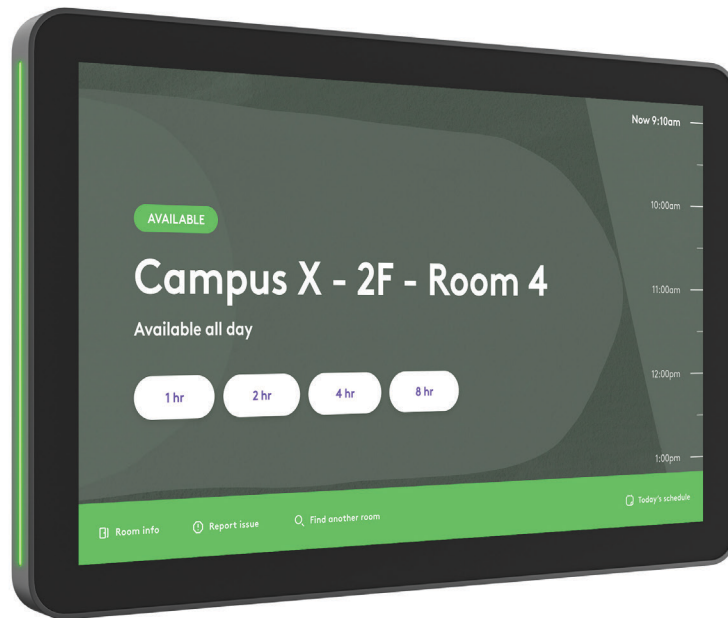 AVAILABLE
Campus X - 2F - Room 4
Available all day
1 hr 2 hr 4 hr 8 hr
Now 9:10am
10:00am
11:00am
12:00pm
1:00pm
Room info Report issue Find another room Today's schedule